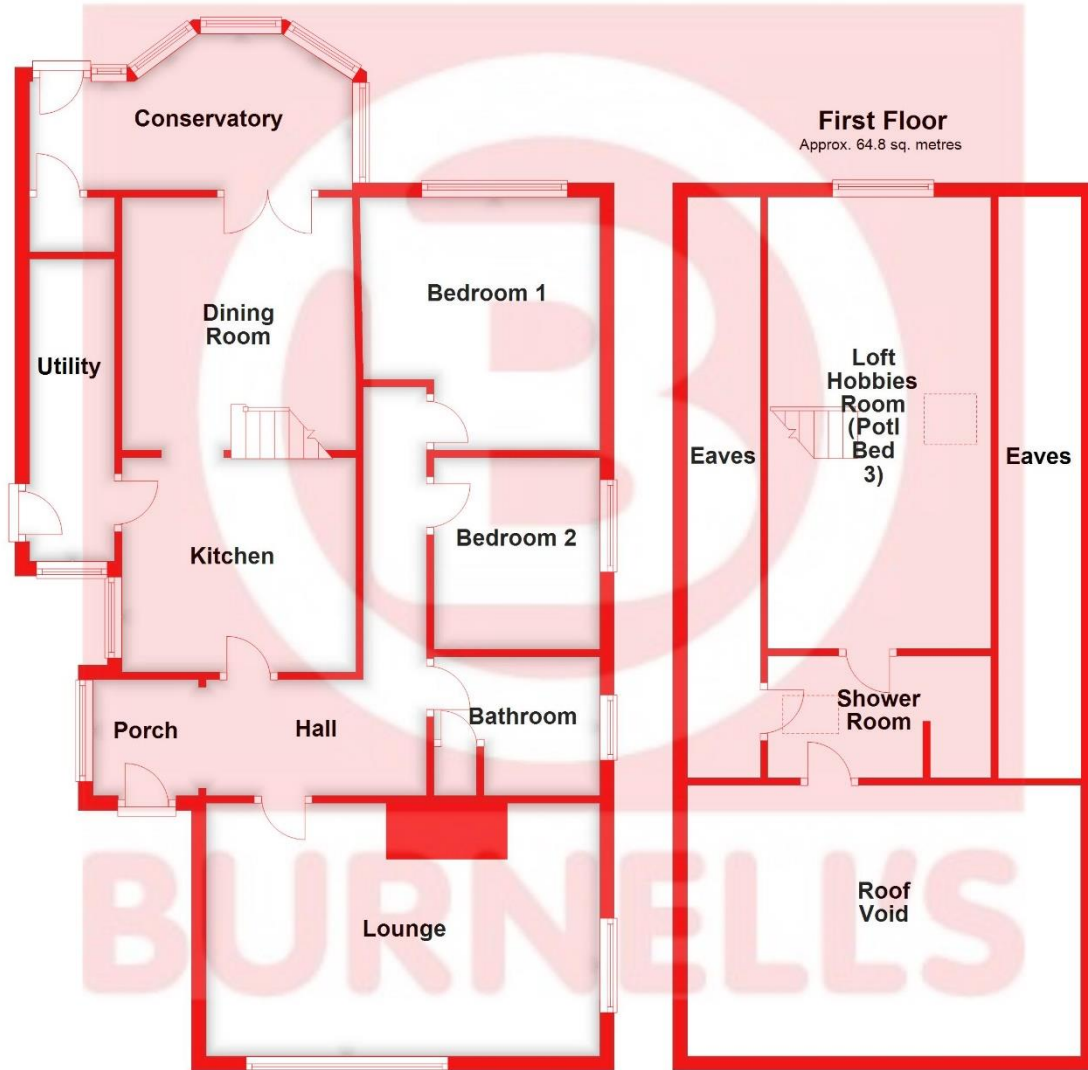 Conservatory
Dining
Room
Bedroom 1
Utility
Kitchen
Bedroom 2
Porch
Hall
Bathroom
Lounge
First Floor
Approx. 64.8 sq. metres
Eaves
Loft
Hobbies
Room
(Potl
Bed
3)
Eaves
Shower
Room
Roof
Void
B
BURNELL'S